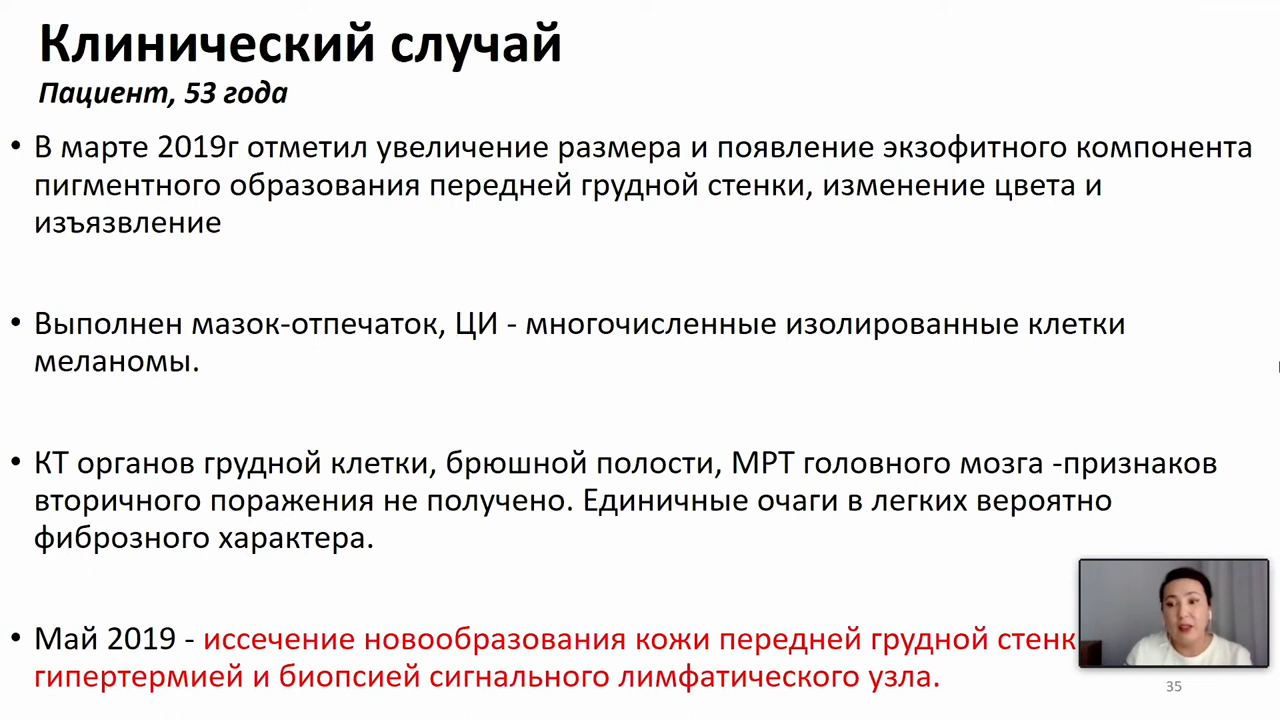 Клинический случай
Пациент, 53 года
• В марте 2019г отметил увеличение размера и появление экзофитного компонента
пигментного образования передней грудной стенки, изменение цвета и
изъязвление
• Выполнен мазок-отпечаток, ЦИ - многочисленные изолированные клетки
меланомы.
• КТ органов грудной клетки, брюшной полости, МРТ головного мозга -признаков
вторичного поражения не получено. Единичные очаги в легких вероятно
фиброзного характера.
• Май 2019 - иссечение новообразования кожи передней грудной стенк
гипертермией и биопсией сигнального лимфатического узла.
35